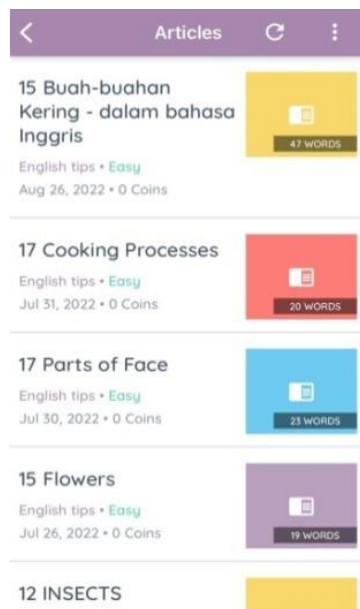 Articles
15 Buah-buahan
Kering - dalam bahasa
Inggris
English tips • Easy
Aug 26, 2022 • 0 Coins
47 WORDS
17 Cooking Processes
English tips • Easy
Jul 31, 2022 • 0 Coins
20 WORDS
17 Parts of Face
English tips • Easy
Jul 30, 2022 • 0 Coins
23 WORDS
15 Flowers
English tips • Easy
Jul 26, 2022 • 0 Coins
19 WORDS
12 INSECTS